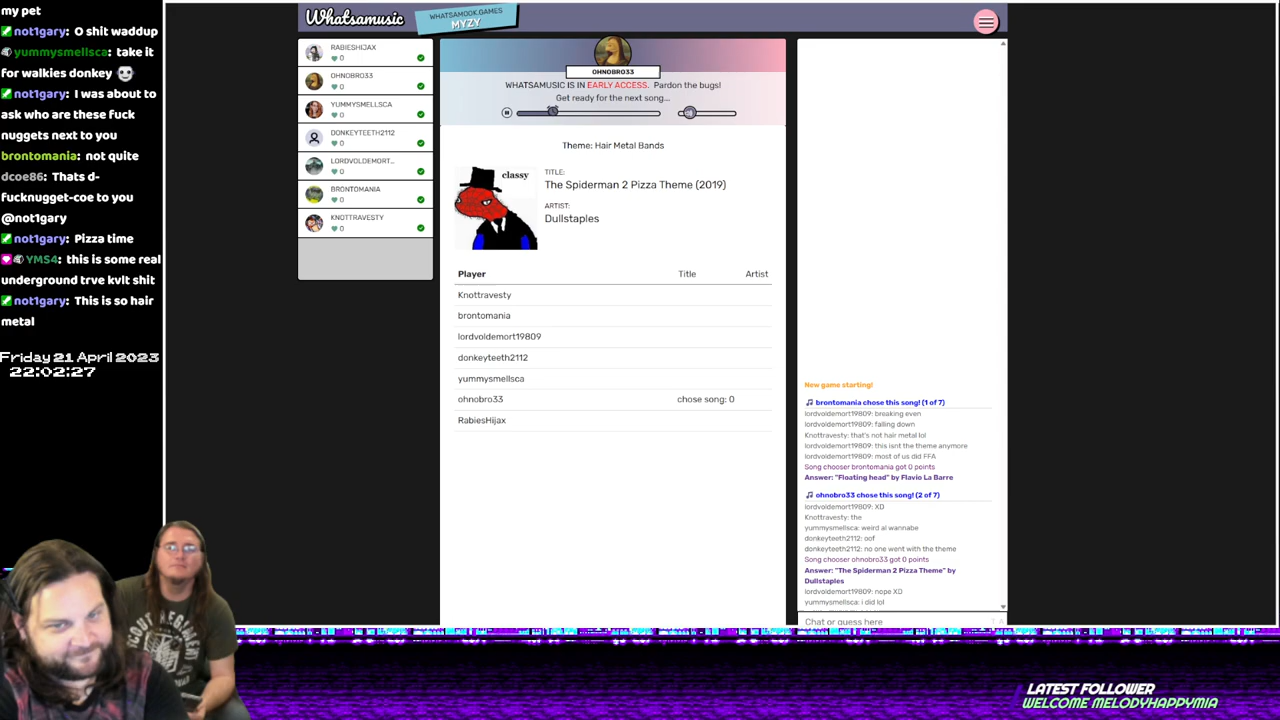 my pet
not1gary: O shit waddup
yummysmellsca: take it
for walkies donkey
not1gary: I was about to
ask who are these fuck
nuggets next to you
brontomania: not quite
dcoe86: Thats d-
fucknugget-coe to you
@not1gary
not1gary: Pizza time
YMS4: this is some real
underground trve kvlt shit
not1gary: This is so hair
metal
Friday 21 April 2023
22:02:27
Whatsamusic
WHATSAMOOK.GAMES
MYZY
RABIESHIJAX
0
OHNOBRO33
0
YUMMYSMELLSCA
0
DONKEYTEETH2112
0
LORDVOLDEMORT...
0
BRONTOMANIA
0
KNOTTRAVESTY
0
OHNOBRO33
WHATSAMUSIC IS IN EARLY ACCESS. Pardon the bugs!
Get ready for the next song...
Theme: Hair Metal Bands
classy
TITLE:
The Spiderman 2 Pizza Theme (2019)
ARTIST:
Dullstaples
Player Title Artist
Knottravesty
brontomania
lordvoldemort19809
donkeyteeth2112
yummysmellsca
ohnobro33 chose song: 0
RabiesHijax
New game starting!
brontomania chose this song! (1 of 7)
lordvoldemort19809: breaking even
lordvoldemort19809: falling down
Knottravesty: that's not hair metal lol
lordvoldemort19809: this isnt the theme anymore
lordvoldemort19809: most of us did FFA
Song chooser brontomania got 0 points
Answer: "Floating head" by Flavio La Barre
ohnobro33 chose this song! (2 of 7)
lordvoldemort19809: XD
Knottravesty: the
yummysmellsca: weird al wannabe
donkeyteeth2112: oof
donkeyteeth2112: no one went with the theme
Song chooser ohnobro33 got 0 points
Answer: "The Spiderman 2 Pizza Theme" by
Dullstaples
lordvoldemort19809: nope XD
yummysmellsca: i did lol
Chat or guess here
LATEST FOLLOWER
WELCOME MELODYHAPPYMIA